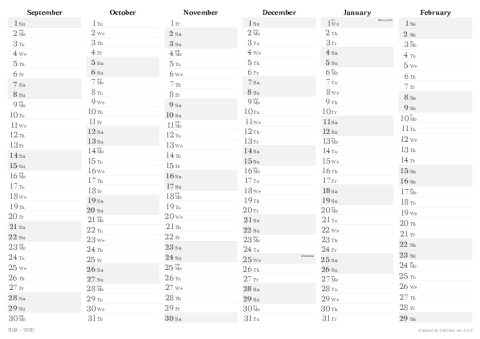 September
1 Su
2 Mo
3 Tu
4 We
5 Th
6 Fr
7 Sa
8 Su
9 Mo
10 Tu
11 We
12 Th
13 Fr
14 Sa
15 Su
16 Mo
17 Tu
18 We
19 Th
20 Fr
21 Sa
22 Su
23 Mo
24 Tu
25 We
26 Th
27 Fr
28 Sa
29 Su
30 Mo
October
1 Tu
2 We
3 Th
4 Fr
5 Sa
6 Su
7 Mo
8 Tu
9 We
10 Th
11 Fr
12 Sa
13 Su
14 Mo
15 Tu
16 We
17 Th
18 Fr
19 Sa
20 Su
21 Mo
22 Tu
23 We
24 Th
25 Fr
26 Sa
27 Su
28 Mo
29 Tu
30 We
31 Th
November
1 Fr
2 Sa
3 Su
4 Mo
5 Tu
6 We
7 Th
8 Fr
9 Sa
10 Su
11 Mo
12 Tu
13 We
14 Th
15 Fr
16 Sa
17 Su
18 Mo
19 Tu
20 We
21 Th
22 Fr
23 Sa
24 Su
25 Mo
26 Tu
27 We
28 Th
29 Fr
30 Sa
December
1 Su
2 Mo
3 Tu
4 We
5 Th
6 Fr
7 Sa
8 Su
9 Mo
10 Tu
11 We
12 Th
13 Fr
14 Sa
15 Su
16 Mo
17 Tu
18 We
19 Th
20 Fr
21 Sa
22 Su
23 Mo
24 Tu
25 We
26 Th
27 Fr
28 Sa
29 Su
30 Mo
31 Tu
January
1 We
2 Th
3 Fr
4 Sa
5 Su
6 Mo
7 Tu
8 We
9 Th
10 Fr
11 Sa
12 Su
13 Mo
14 Tu
15 We
16 Th
17 Fr
18 Sa
19 Su
20 Mo
21 Tu
22 We
23 Th
24 Fr
25 Sa
26 Su
27 Mo
28 Tu
29 We
30 Th
31 Fr
February
1 Sa
2 Su
3 Mo
4 Tu
5 We
6 Th
7 Fr
8 Sa
9 Su
10 Mo
11 Tu
12 We
13 Th
14 Fr
15 Sa
16 Su
17 Mo
18 Tu
19 We
20 Th
21 Fr
22 Sa
23 Su
24 Mo
25 Tu
26 We
27 Th
28 Fr
29 Sa
2019 – 2020